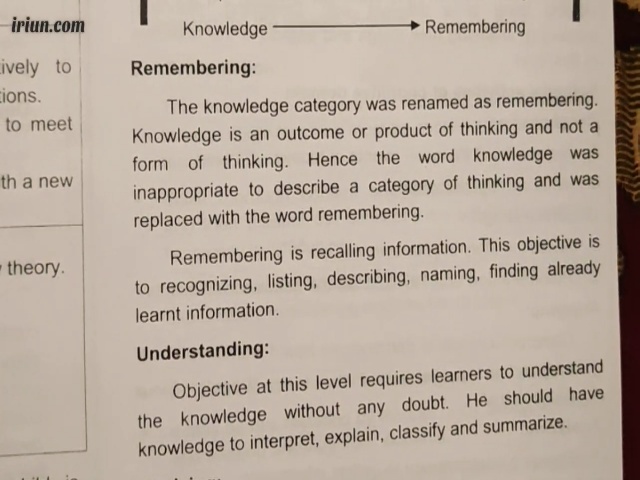 iriun.com
Knowledge Remembering
ively to
ions.
to meet
th a new
theory.
Remembering:
The knowledge category was renamed as remembering.
Knowledge is an outcome or product of thinking and not a
form of thinking. Hence the word knowledge was
inappropriate to describe a category of thinking and was
replaced with the word remembering.
Remembering is recalling information. This objective is
to recognizing, listing, describing, naming, finding already
learnt information.
Understanding:
Objective at this level requires learners to understand
the knowledge without any doubt. He should have
knowledge to interpret, explain, classify and summarize.